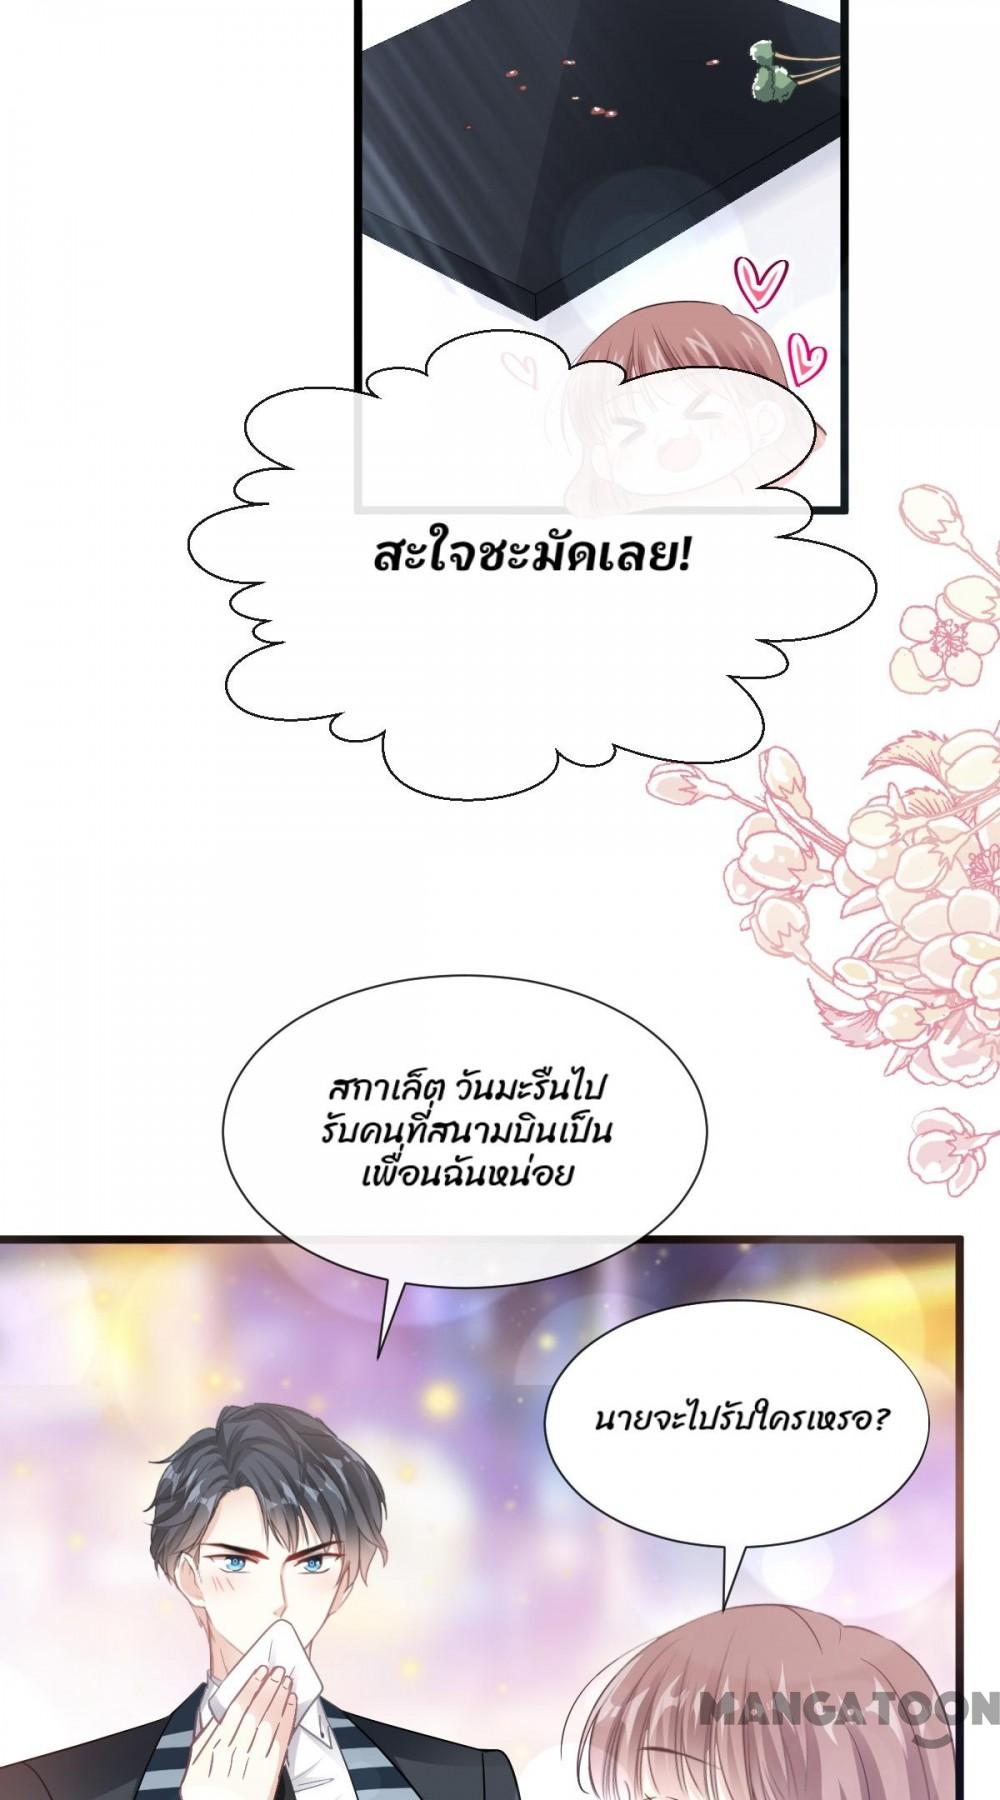 สะใจชะมัดเลย!
สกาเล็ต วันมะรืนไป
รับคนที่สนามบินเป็น
เพื่อนฉันหน่อย
นายจะไปรับใครเหรอ?
MANGATOON